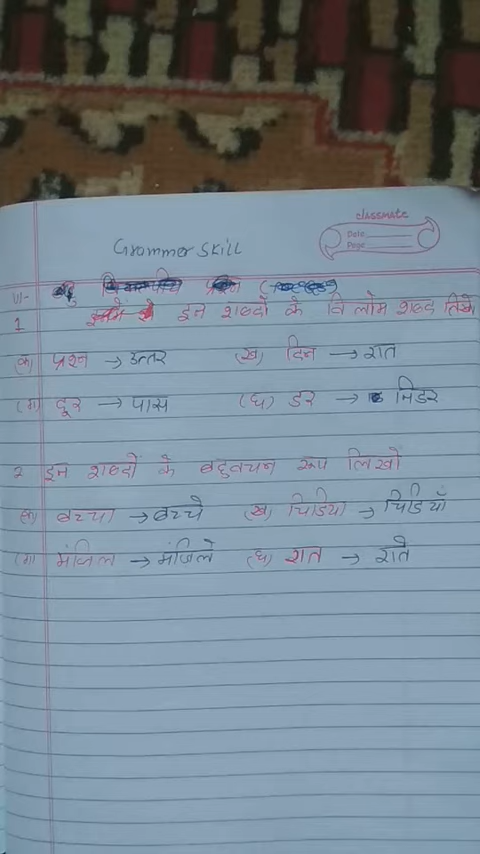 classmate
Date
Page
Grammer Skill
प्रश्न
1 इन शब्दों के विलोम शब्द लिखो
(क) प्रश्न → उत्तर (ख) दिन → रात
(ग) दूर → पास (घ) डर → निडर
2 इन शब्दों के बहुवचन रूप लिखो
(क) बच्चा → बच्चे (ख) चिडिया → चिडियाँ
(ग) मंजिल → मंजिले (घ) रात → राते